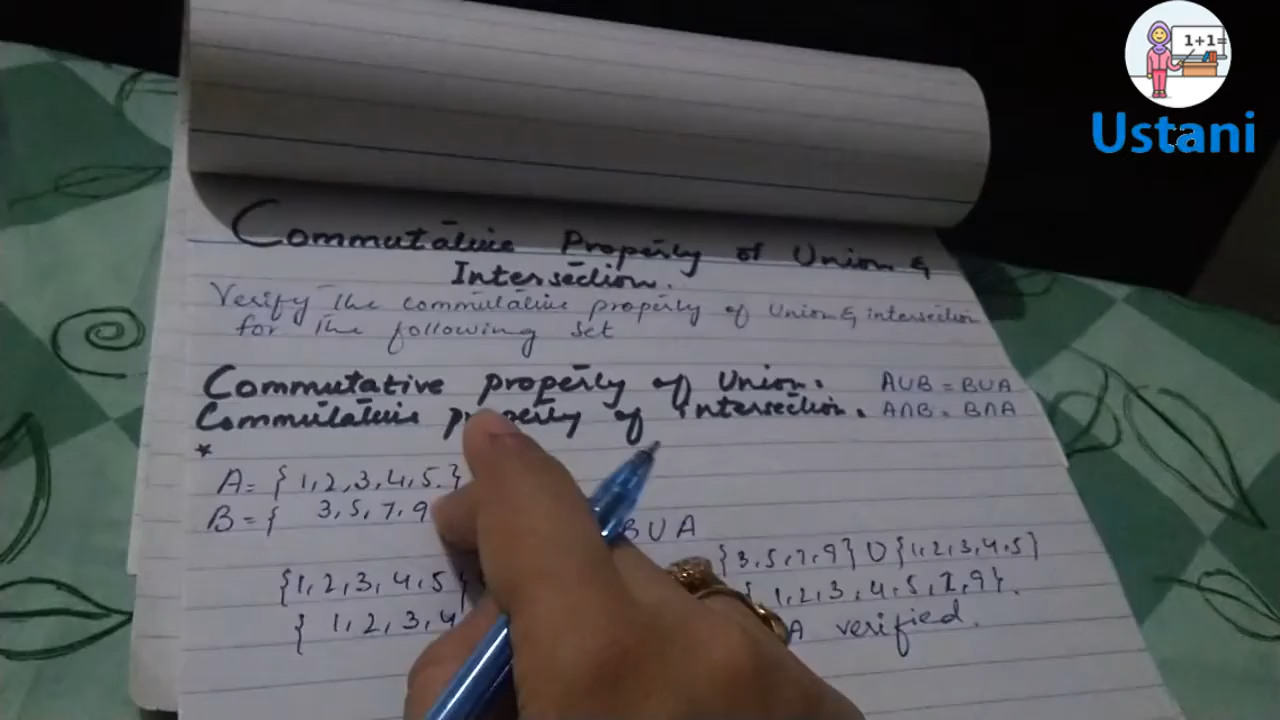 1+1=
Ustani
Commutative Property of Union &
Intersection.
Verify the commutative property of Union & intersection
for the following set
Commutative property of Union. A∪B = B∪A
Commutative property of intersection. A∩B = B∩A
*
A = {1,2,3,4,5.}
B = { 3,5,7,9
B∪A
{1,2,3,4,5} {3,5,7,9} ∪ {1,2,3,4,5}
{ 1,2,3,4 { 1,2,3,4,5,7,9}.
A verified.